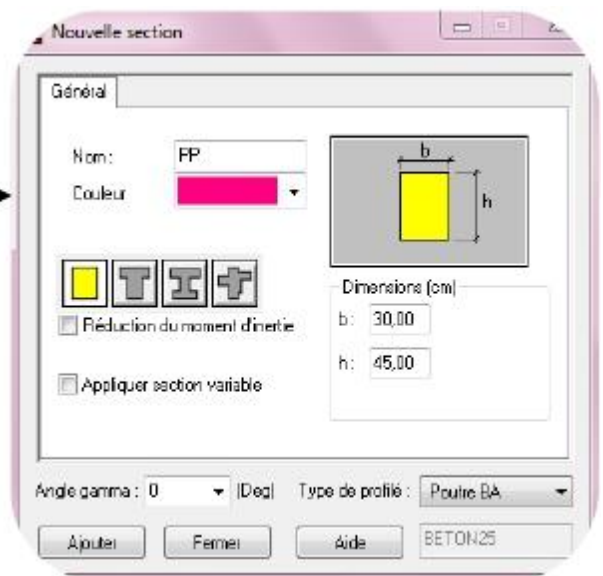 Nouvelle section
Général
Nom :
PP
Couleur
b
h
Dimensions (cm)
b : 30,00
h : 45,00
Réduction du moment d'inertie
Appliquer section variable
Angle gamma : 0 (Deg) Type de profilé : Poutre BA
Ajouter Fermer Aide BETON25